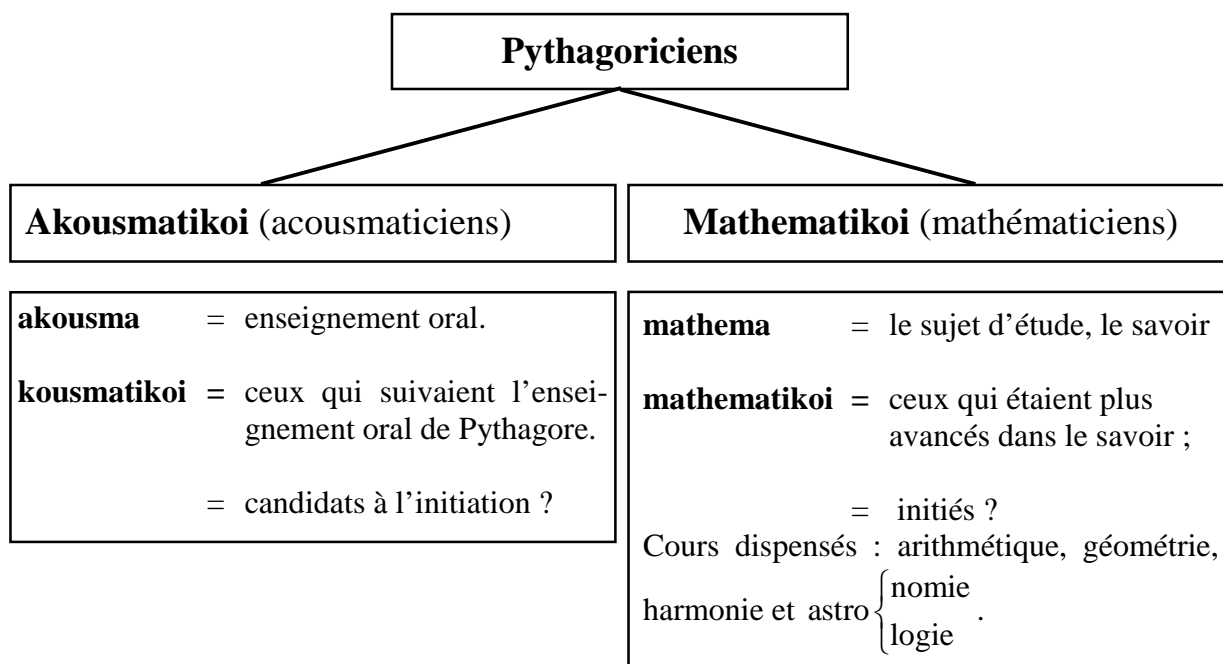 Pythagoriciens
Akousmatikoi (acousmaticiens)
Mathematikoi (mathématiciens)
akousma = enseignement oral.
kousmatikoi = ceux qui suivaient l'ensei-
gnement oral de Pythagore.
= candidats à l'initiation ?
mathema = le sujet d'étude, le savoir
mathematikoi = ceux qui étaient plus
avancés dans le savoir ;
= initiés ?
Cours dispensés : arithmétique, géométrie,
harmonie et astro { nomie
logie .